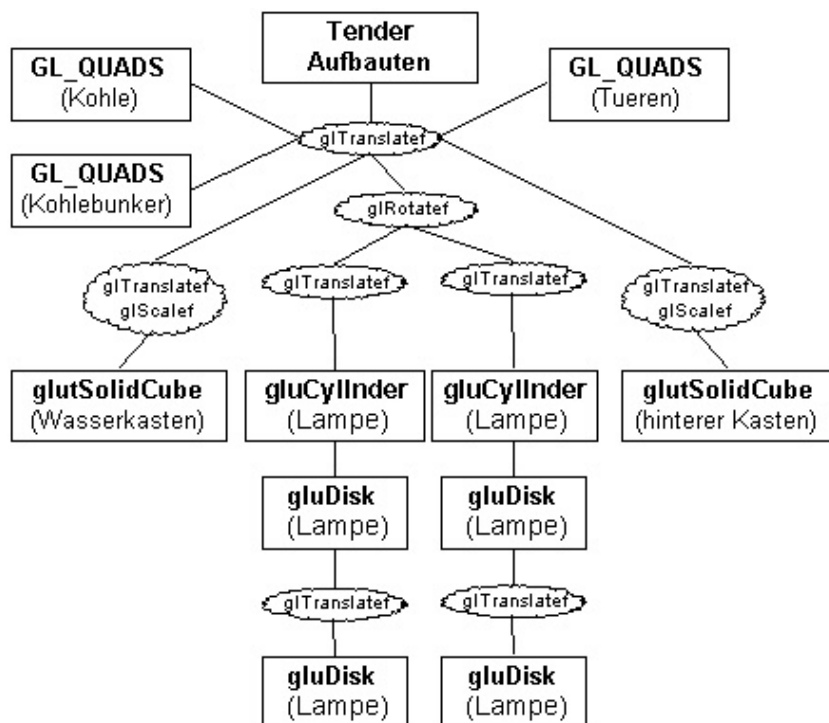 Tender
Aufbauten
GL_QUADS
(Kohle)
GL_QUADS
(Tueren)
glTranslatef
GL_QUADS
(Kohlebunker)
glRotatef
glTranslatef
glScalef
glTranslatef
glTranslatef
glTranslatef
glScalef
glutSolidCube
(Wasserkasten)
gluCylInder
(Lampe)
gluCylInder
(Lampe)
glutSolidCube
(hinterer Kasten)
gluDisk
(Lampe)
gluDisk
(Lampe)
glTranslatef
glTranslatef
gluDisk
(Lampe)
gluDisk
(Lampe)